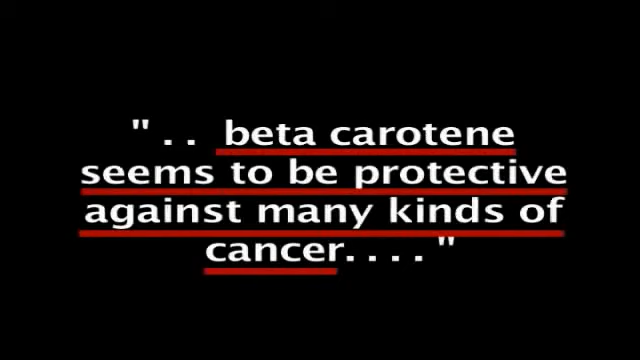 " . . beta carotene
seems to be protective
against many kinds of
cancer. . . . "